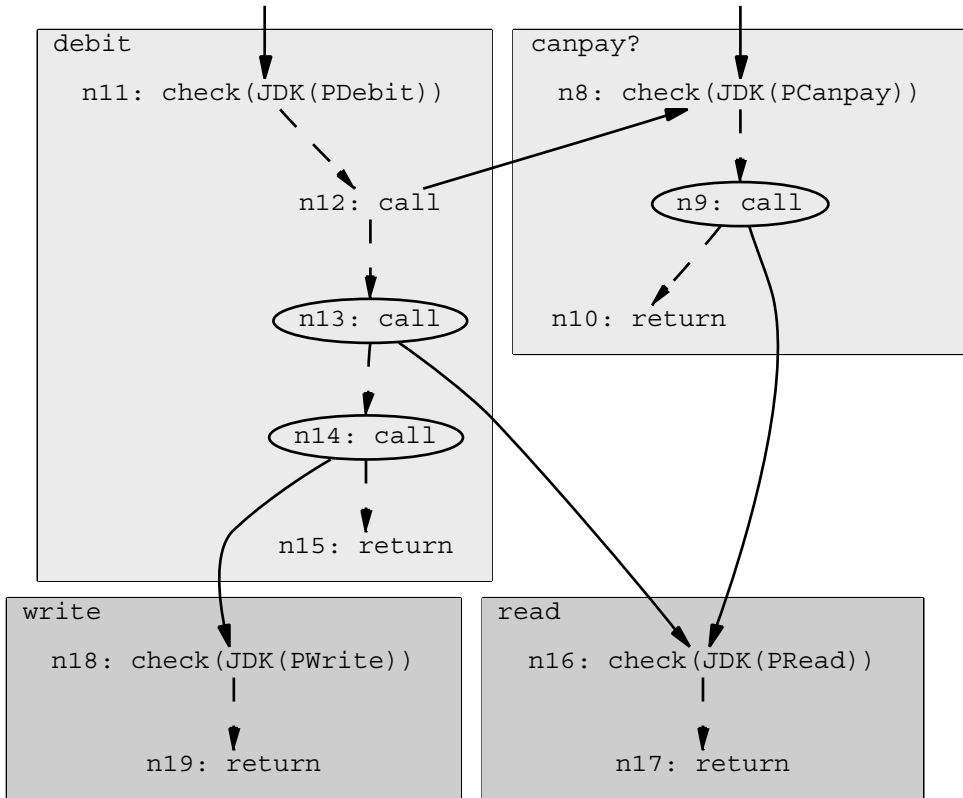 debit
n11: check(JDK(PDebit))
n12: call
n13: call
n14: call
n15: return
canpay?
n8: check(JDK(PCanpay))
n9: call
n10: return
write
n18: check(JDK(PWrite))
n19: return
read
n16: check(JDK(PRead))
n17: return